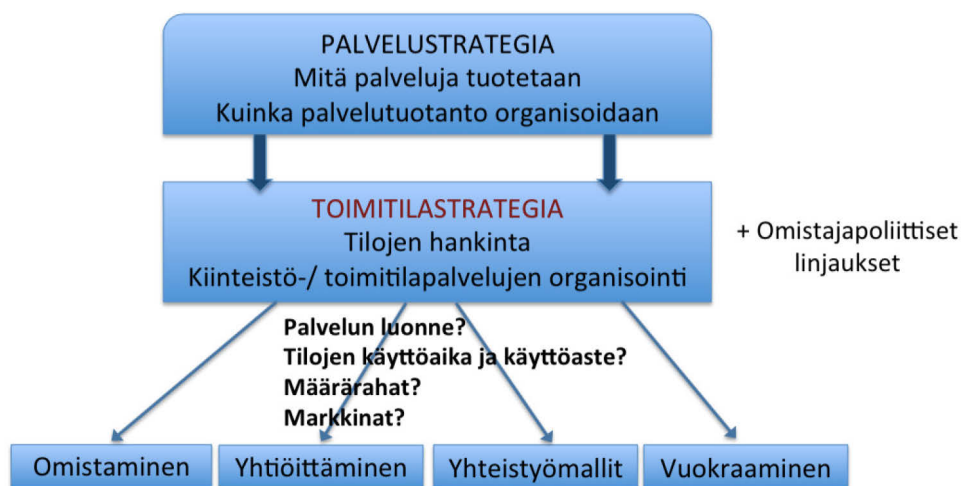 PALVELUSTRATEGIA
Mitä palveluja tuotetaan
Kuinka palvelutuotanto organisoidaan
TOIMITILASTRATEGIA
Tilojen hankinta
Kiinteistö-/ toimitilapalvelujen organisointi
+ Omistajapoliittiset
linjaukset
Palvelun luonne?
Tilojen käyttöaika ja käyttöaste?
Määrärahat?
Markkinat?
Omistaminen
Yhtiöittäminen
Yhteistyömallit
Vuokraaminen